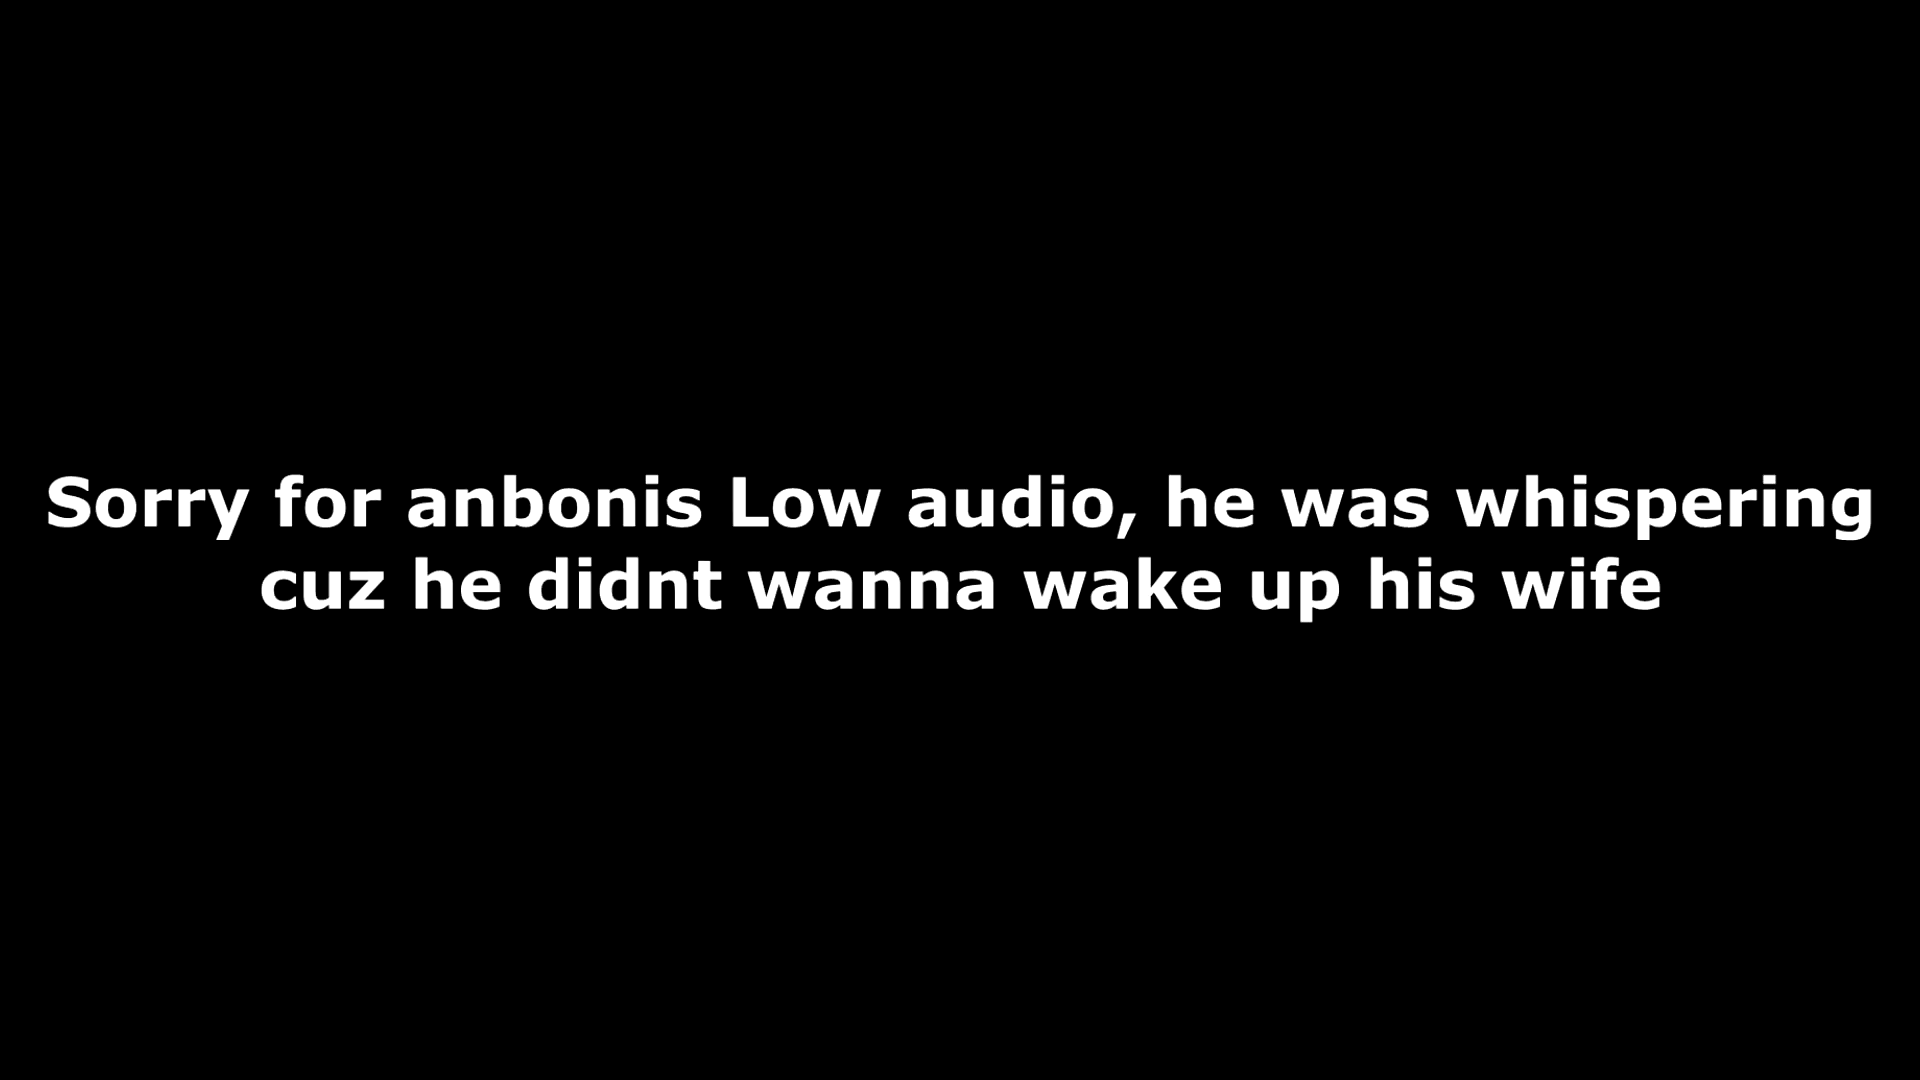 Sorry for anbonis Low audio, he was whispering
cuz he didnt wanna wake up his wife